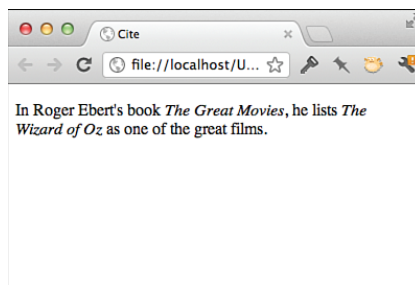 Cite
file://localhost/U...
In Roger Ebert's book The Great Movies, he lists The
Wizard of Oz as one of the great films.